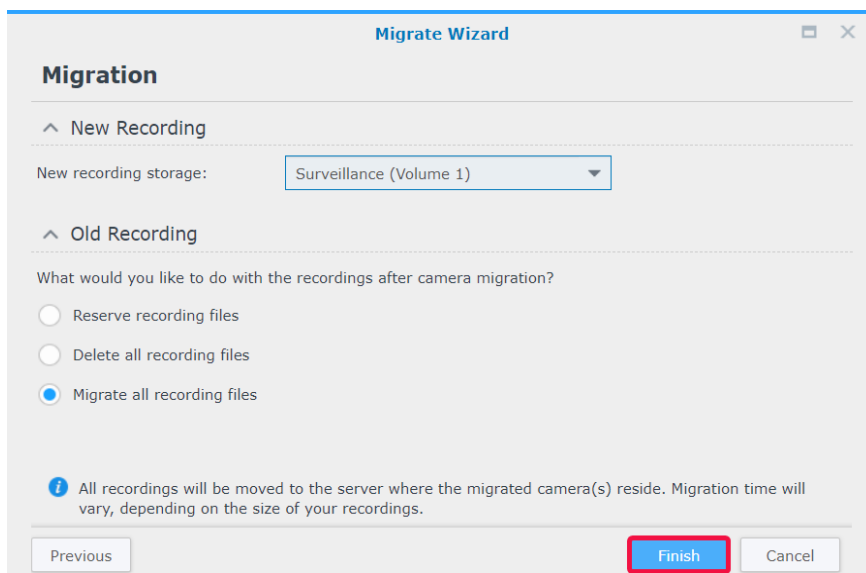 Migrate Wizard
Migration
New Recording
New recording storage:
Surveillance (Volume 1)
Old Recording
What would you like to do with the recordings after camera migration?
Reserve recording files
Delete all recording files
Migrate all recording files
All recordings will be moved to the server where the migrated camera(s) reside. Migration time will
vary, depending on the size of your recordings.
Previous
Finish
Cancel